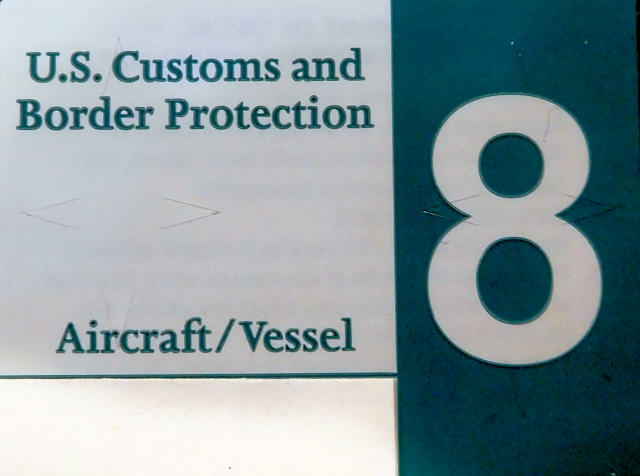 U.S. Customs and
Border Protection
8
Aircraft/Vessel